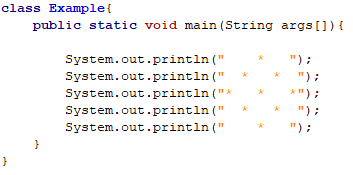 class Example{
    public static void main(String args[]){
        System.out.println("    *   ");
        System.out.println("  *   *  ");
        System.out.println("*   *   *");
        System.out.println("  *   *  ");
        System.out.println("    *   ");
    }
}